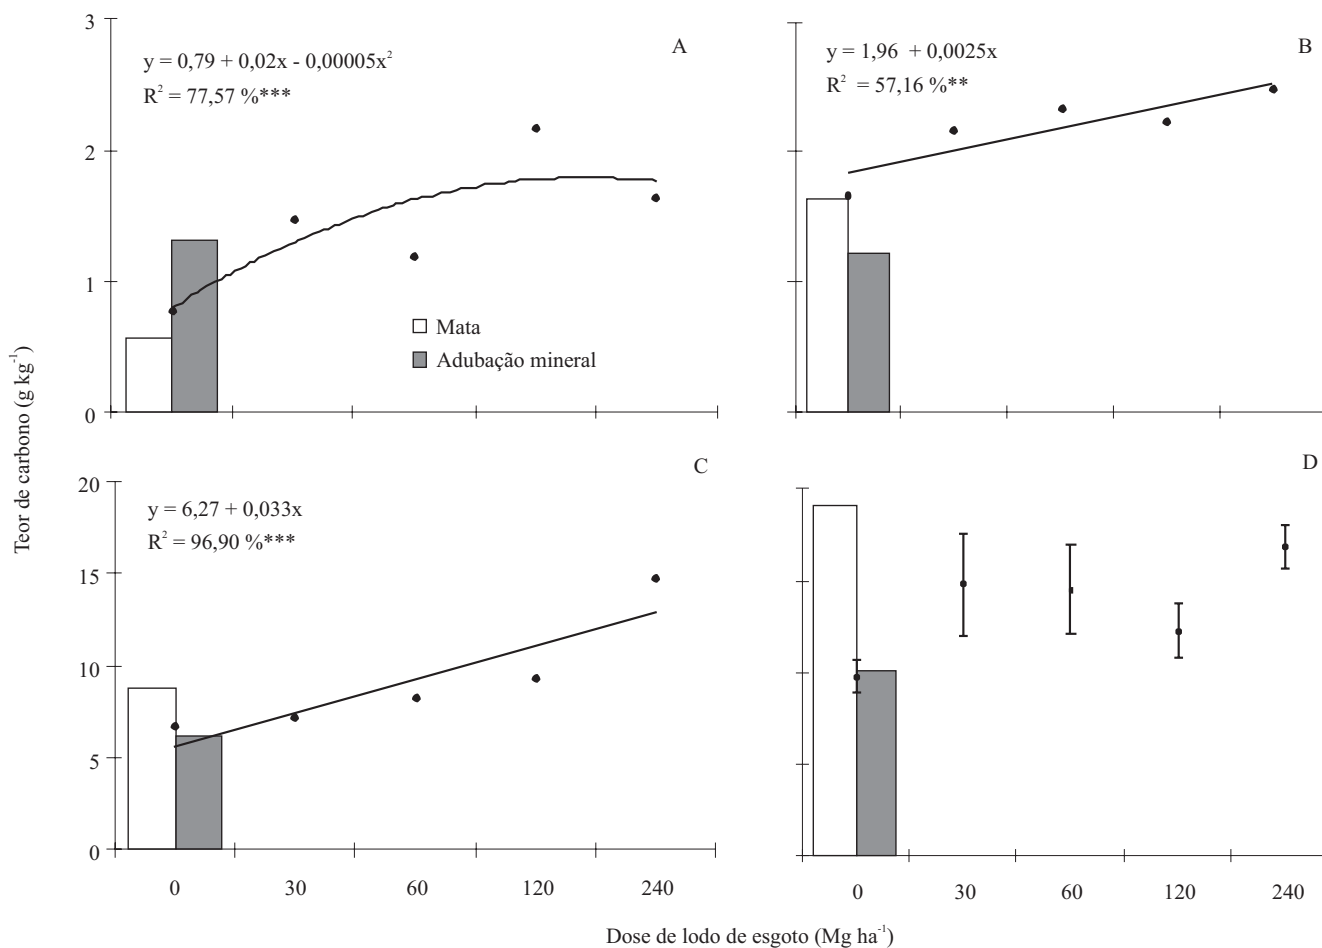 3
A
y = 0,79 + 0,02x - 0,00005x²
R² = 77,57 %***
2
1
0
Mata
Adubação mineral
B
y = 1,96 + 0,0025x
R² = 57,16 %**
Teor de carbono (g kg⁻¹)
C
20
y = 6,27 + 0,033x
R² = 96,90 %***
15
10
5
0
0 30 60 120 240
D
0 30 60 120 240
Dose de lodo de esgoto (Mg ha⁻¹)